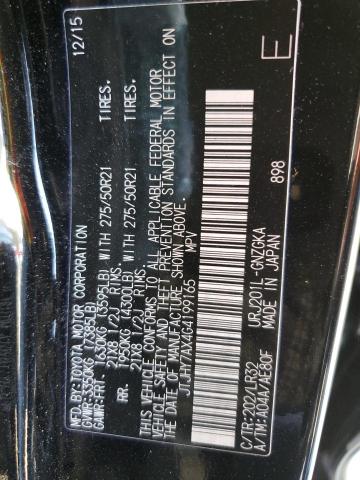 MFD.BY:TOYOTA MOTOR CORPORATION 12/15
GVWR:3350KG (7385LB)
GAWR:FRT. 1630KG (3595LB) WITH 275/50R21 TIRES.
21X8 1/2J RIMS
RR. 1950KG (4300LB) WITH 275/50R21 TIRES.
21X8 1/2J RIMS
THIS VEHICLE CONFORMS TO ALL APPLICABLE FEDERAL MOTOR
VEHICLE SAFETY AND THEFT PREVENTION STANDARDS IN EFFECT ON
THE DATE OF MANUFACTURE SHOWN ABOVE.
JTJHY7AX4G4199165 MPV
E
C/TR:202/LR32 URJ201L-GNZGKA 898
A/TM:A04A/AE80F MADE IN JAPAN